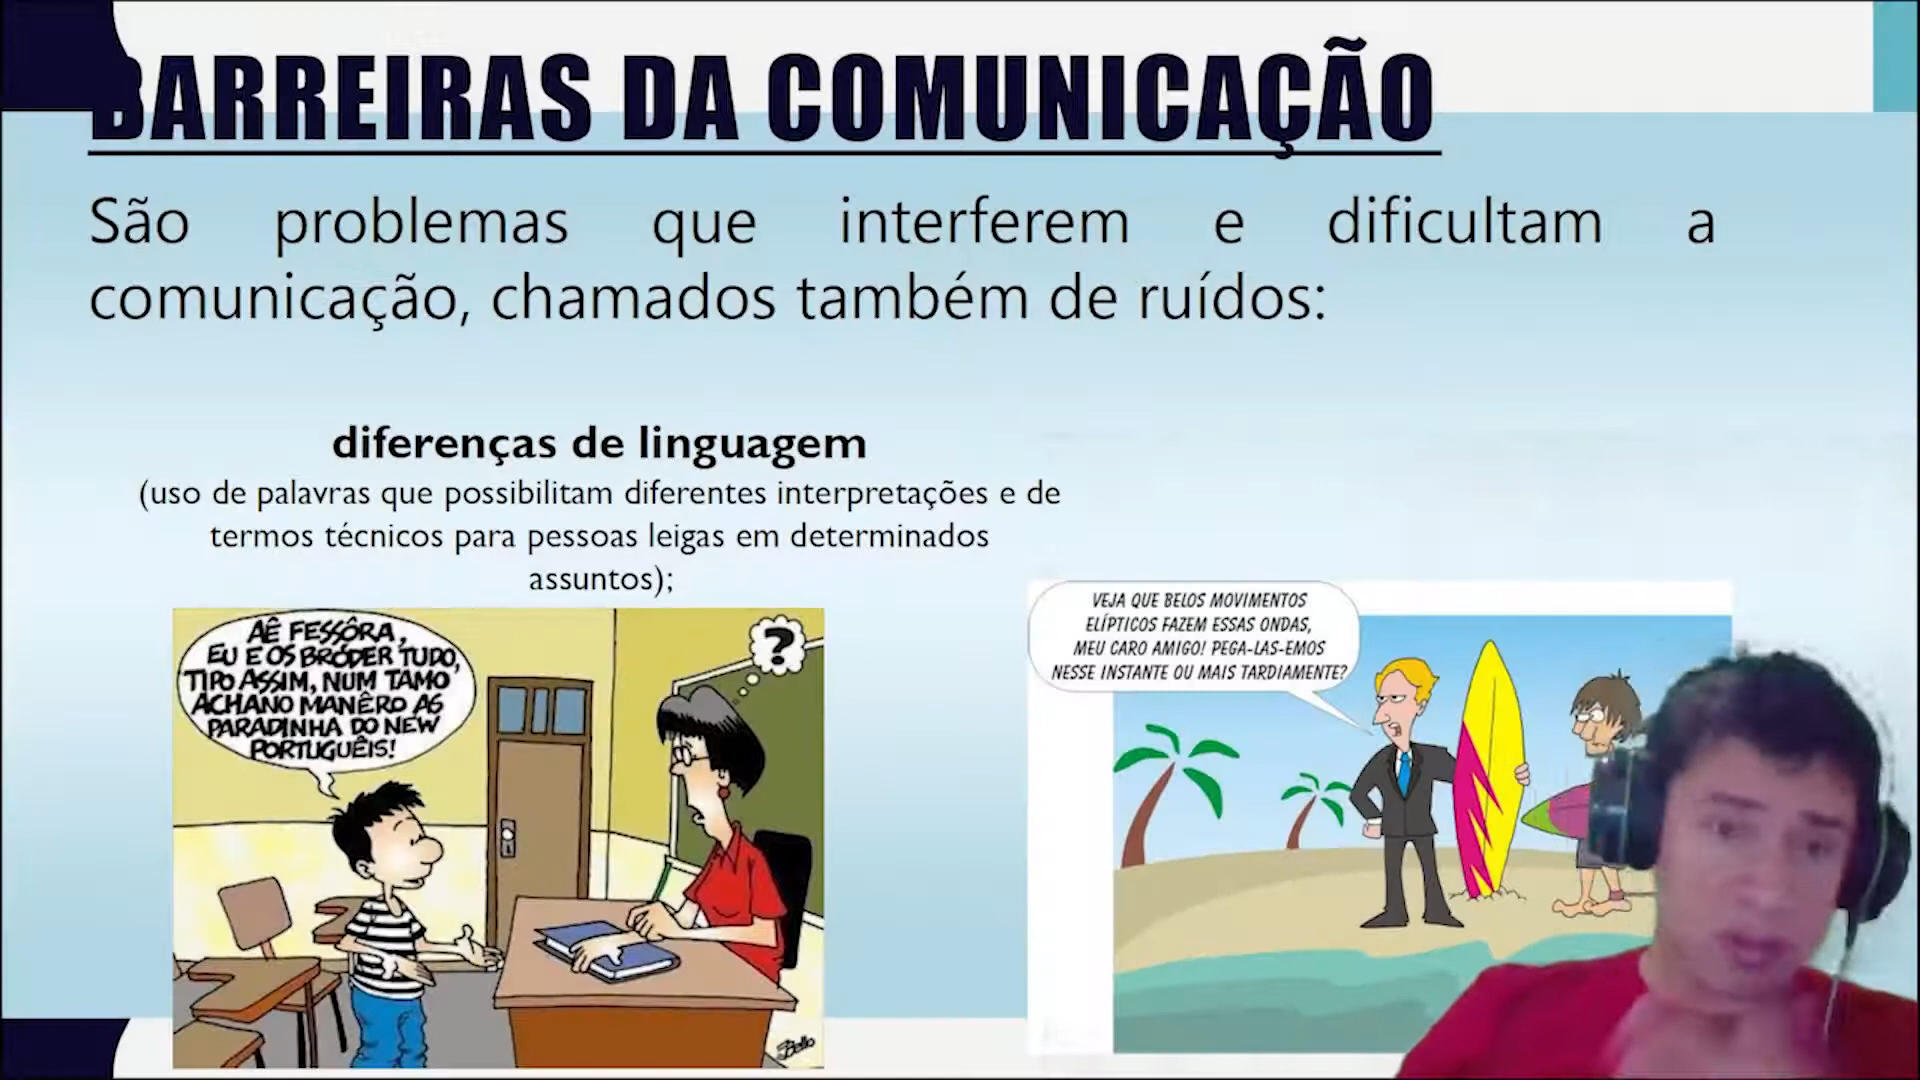 BARREIRAS DA COMUNICAÇÃO
São problemas que interferem e dificultam a
comunicação, chamados também de ruídos:
diferenças de linguagem
(uso de palavras que possibilitam diferentes interpretações e de
termos técnicos para pessoas leigas em determinados
assuntos);
AÊ FESSÔRA,
EU E OS BRÓDER TUDO,
TIPO ASSIM, NUM TAMO
ACHANO MANÊRO AS
PARADINHA DO NEW
PORTUGUÊIS!
?
Bello
VEJA QUE BELOS MOVIMENTOS
ELÍPTICOS FAZEM ESSAS ONDAS,
MEU CARO AMIGO! PEGA-LAS-EMOS
NESSE INSTANTE OU MAIS TARDIAMENTE?